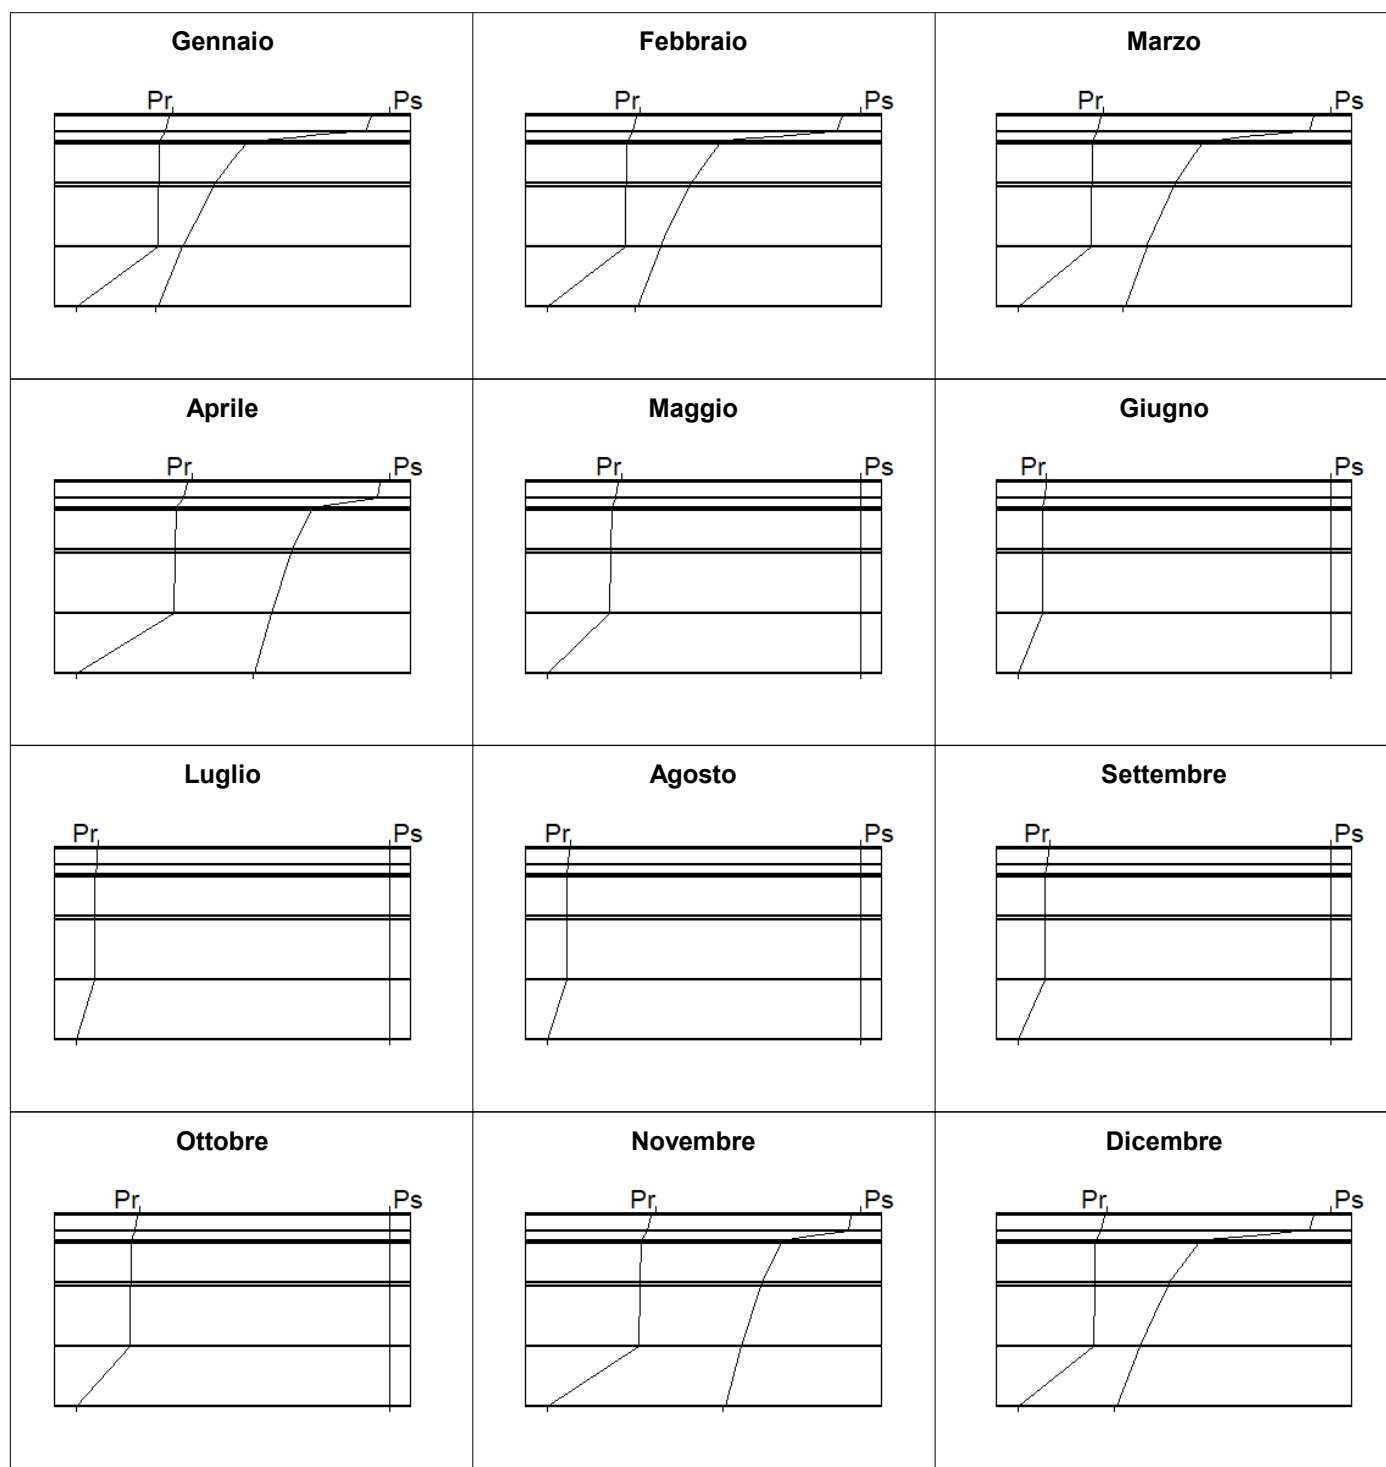 Gennaio Febbraio Marzo
Pr Ps Pr Ps Pr Ps
Aprile Maggio Giugno
Pr Ps Pr Ps Pr Ps
Luglio Agosto Settembre
Pr Ps Pr Ps Pr Ps
Ottobre Novembre Dicembre
Pr Ps Pr Ps Pr Ps